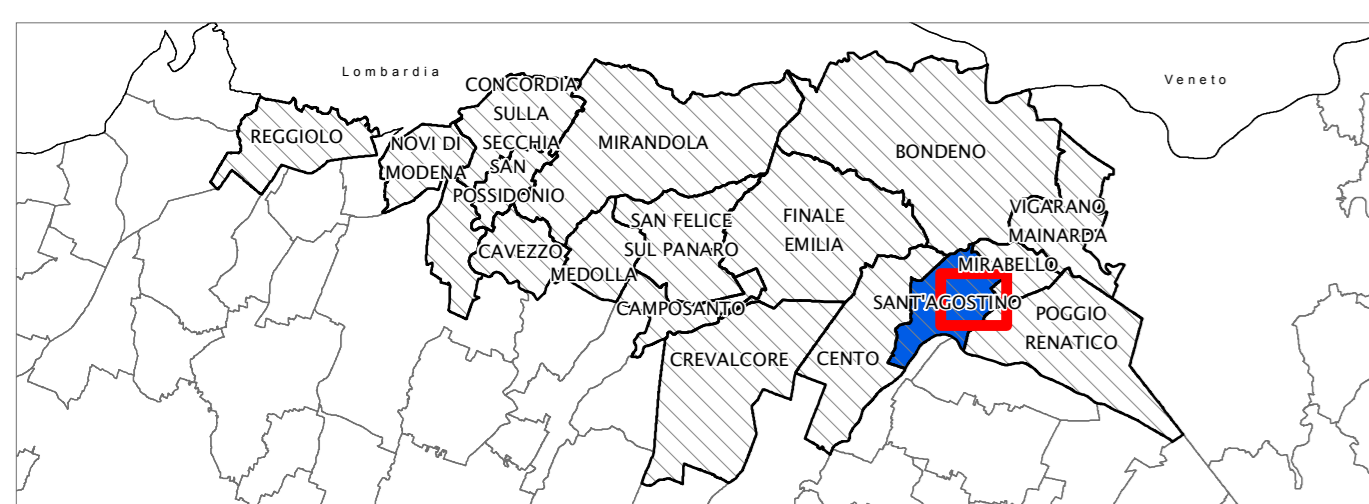 Lombardia
Veneto
CONCORDIA
SULLA
SECCHIA
REGGIOLO
NOVI DI
MODENA
SAN
POSSIDONIO
MIRANDOLA
BONDENO
VIGARANO
MAINARDA
SAN FELICE
SUL PANARO
FINALE
EMILIA
CAVEZZO
MEDOLLA
MIRABELLO
CAMPOSANTO
SANT'AGOSTINO
POGGIO
RENATICO
CREVALCORE
CENTO